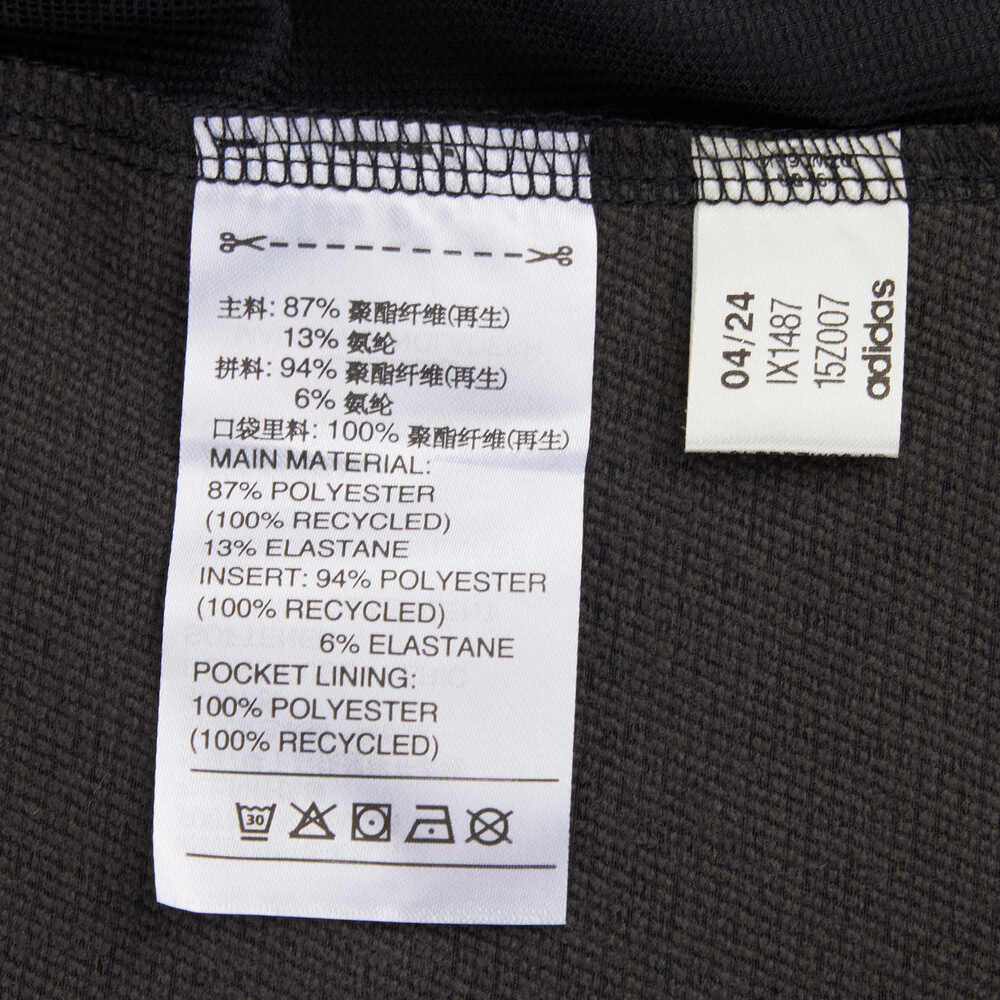 主料: 87% 聚酯纤维(再生)
13% 氨纶
拼料: 94% 聚酯纤维(再生)
6% 氨纶
口袋里料: 100% 聚酯纤维(再生)
MAIN MATERIAL:
87% POLYESTER
(100% RECYCLED)
13% ELASTANE
INSERT: 94% POLYESTER
(100% RECYCLED)
6% ELASTANE
POCKET LINING:
100% POLYESTER
(100% RECYCLED)
30
04/24
IX1487
15Z007
adidas